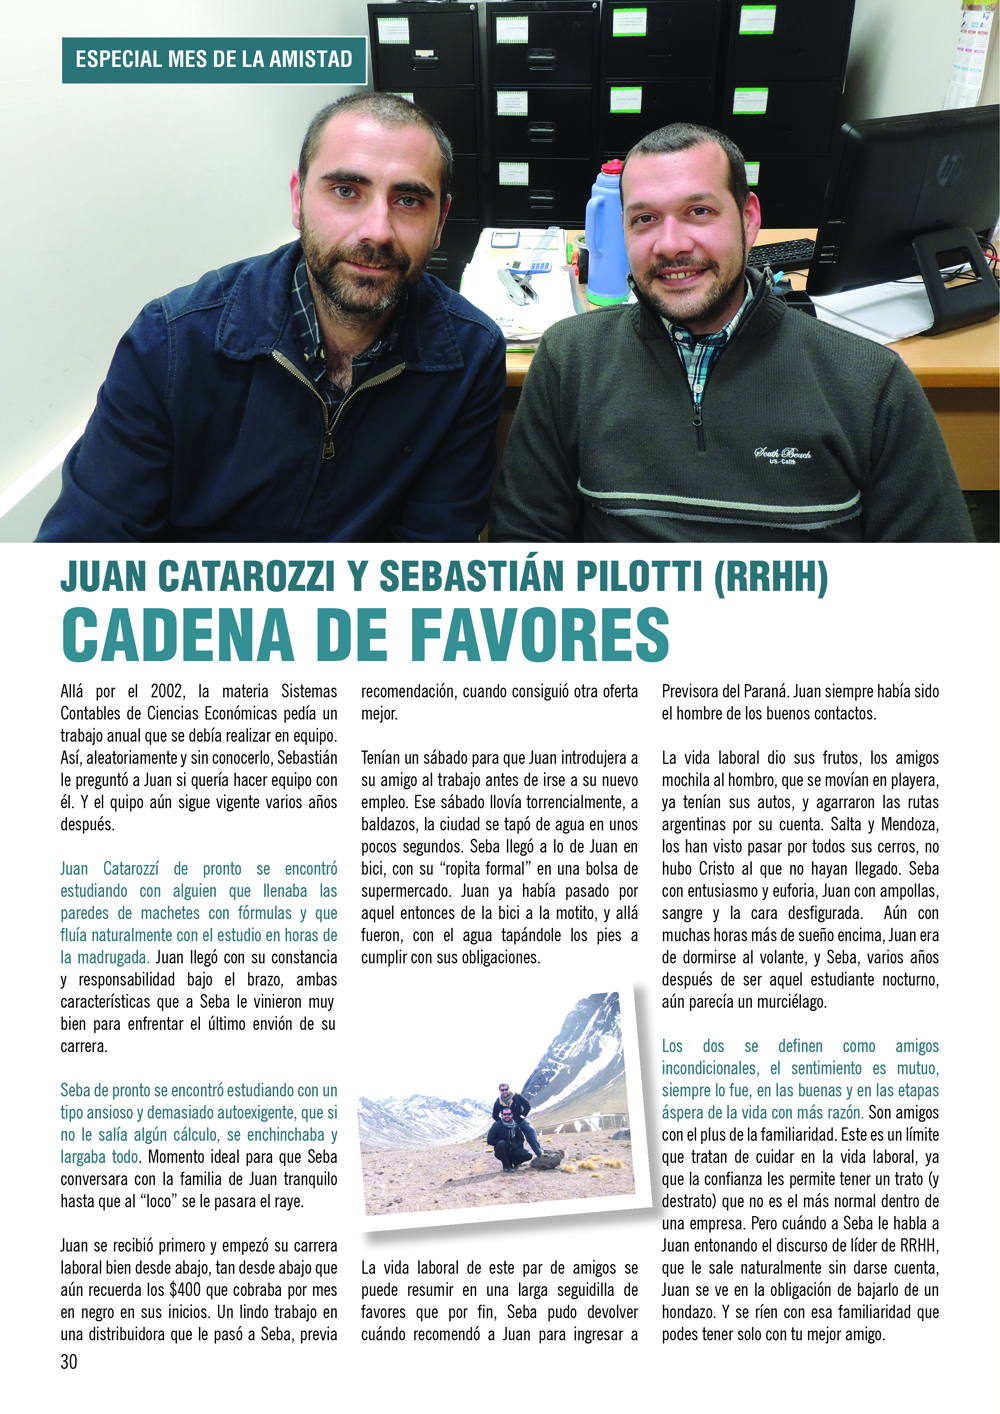 ESPECIAL MES DE LA AMISTAD
hp
South Beach
US-Calif.
JUAN CATAROZZI Y SEBASTIÁN PILOTTI (RRHH)
CADENA DE FAVORES
Allá por el 2002, la materia Sistemas
Contables de Ciencias Económicas pedía un
trabajo anual que se debía realizar en equipo.
Así, aleatoriamente y sin conocerlo, Sebastián
le preguntó a Juan si quería hacer equipo con
él. Y el quipo aún sigue vigente varios años
después.
Juan Catarozzí de pronto se encontró
estudiando con alguien que llenaba las
paredes de machetes con fórmulas y que
fluía naturalmente con el estudio en horas de
la madrugada. Juan llegó con su constancia
y responsabilidad bajo el brazo, ambas
características que a Seba le vinieron muy
bien para enfrentar el último envión de su
carrera.
Seba de pronto se encontró estudiando con un
tipo ansioso y demasiado autoexigente, que si
no le salía algún cálculo, se enchinchaba y
largaba todo. Momento ideal para que Seba
conversara con la familia de Juan tranquilo
hasta que al “loco” se le pasara el raye.
Juan se recibió primero y empezó su carrera
laboral bien desde abajo, tan desde abajo que
aún recuerda los $400 que cobraba por mes
en negro en sus inicios. Un lindo trabajo en
una distribuidora que le pasó a Seba, previa
recomendación, cuando consiguió otra oferta
mejor.
Tenían un sábado para que Juan introdujera a
su amigo al trabajo antes de irse a su nuevo
empleo. Ese sábado llovía torrencialmente, a
baldazos, la ciudad se tapó de agua en unos
pocos segundos. Seba llegó a lo de Juan en
bici, con su “ropita formal” en una bolsa de
supermercado. Juan ya había pasado por
aquel entonces de la bici a la motito, y allá
fueron, con el agua tapándole los pies a
cumplir con sus obligaciones.
La vida laboral de este par de amigos se
puede resumir en una larga seguidilla de
favores que por fin, Seba pudo devolver
cuándo recomendó a Juan para ingresar a
Previsora del Paraná. Juan siempre había sido
el hombre de los buenos contactos.
La vida laboral dio sus frutos, los amigos
mochila al hombro, que se movían en playera,
ya tenían sus autos, y agarraron las rutas
argentinas por su cuenta. Salta y Mendoza,
los han visto pasar por todos sus cerros, no
hubo Cristo al que no hayan llegado. Seba
con entusiasmo y euforia, Juan con ampollas,
sangre y la cara desfigurada. Aún con
muchas horas más de sueño encima, Juan era
de dormirse al volante, y Seba, varios años
después de ser aquel estudiante nocturno,
aún parecía un murciélago.
Los dos se definen como amigos
incondicionales, el sentimiento es mutuo,
siempre lo fue, en las buenas y en las etapas
áspera de la vida con más razón. Son amigos
con el plus de la familiaridad. Este es un límite
que tratan de cuidar en la vida laboral, ya
que la confianza les permite tener un trato (y
destrato) que no es el más normal dentro de
una empresa. Pero cuándo a Seba le habla a
Juan entonando el discurso de líder de RRHH,
que le sale naturalmente sin darse cuenta,
Juan se ve en la obligación de bajarlo de un
hondazo. Y se ríen con esa familiaridad que
podes tener solo con tu mejor amigo.
30